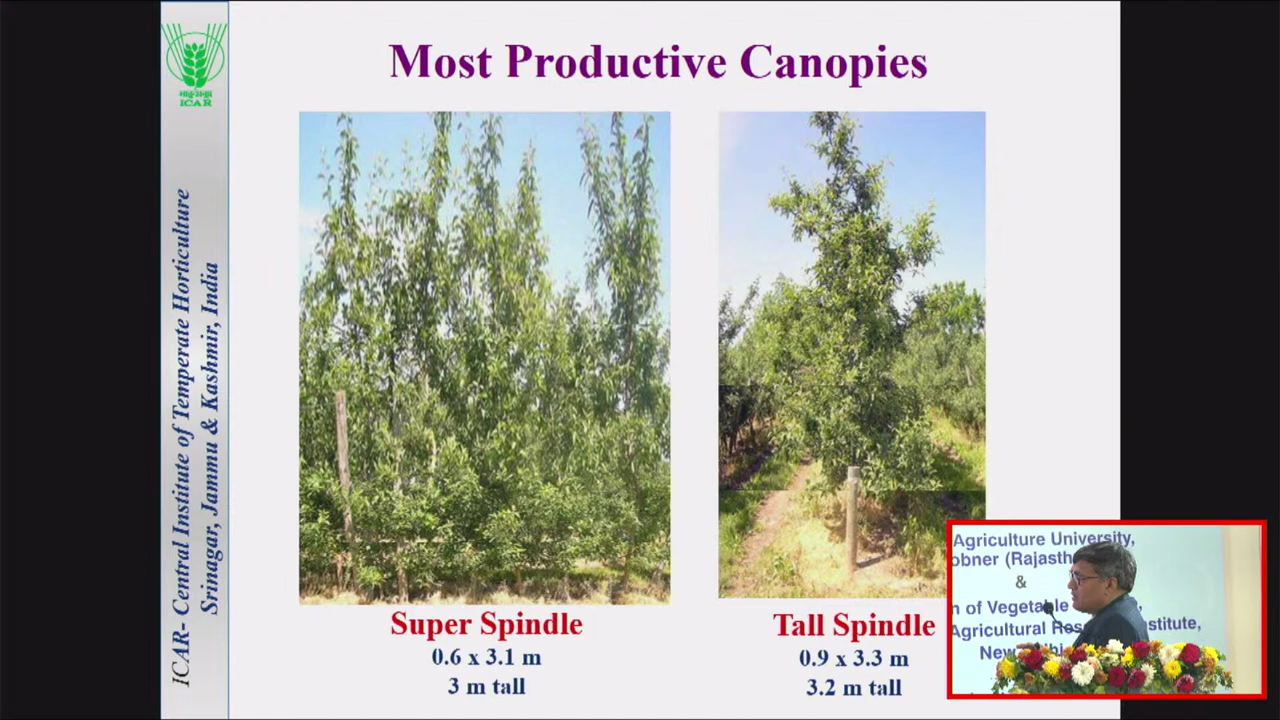 Most Productive Canopies
ICAR
ICAR- Central Institute of Temperate Horticulture
Srinagar, Jammu & Kashmir, India
Super Spindle
0.6 x 3.1 m
3 m tall
Tall Spindle
0.9 x 3.3 m
3.2 m tall
Agriculture University,
obner (Rajasth
&
n of Vegetable
Agricultural Res stitute,
New